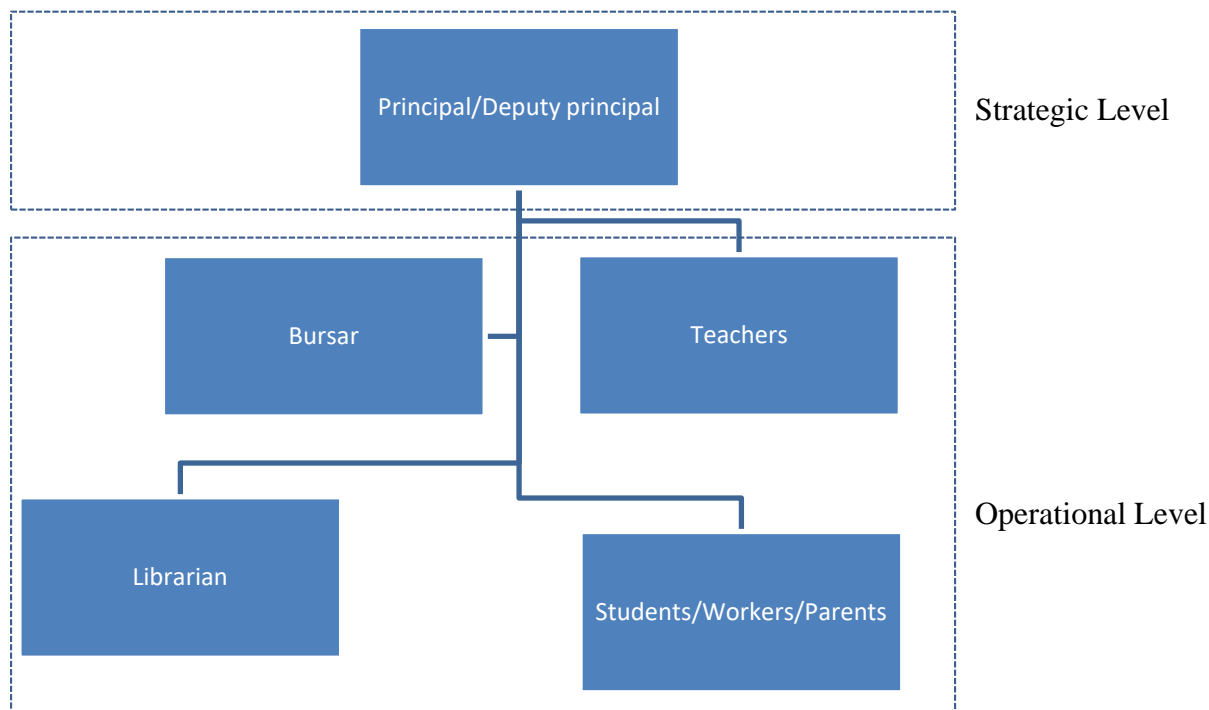 Principal/Deputy principal
Strategic Level
Bursar
Teachers
Librarian
Operational Level
Students/Workers/Parents